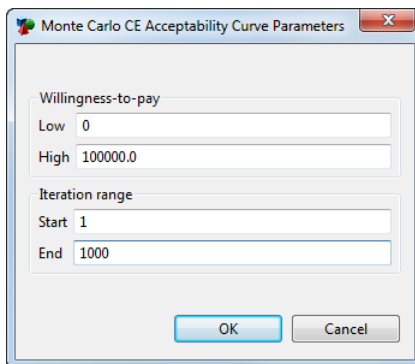 Monte Carlo CE Acceptability Curve Parameters
Willingness-to-pay
Low 0
High 100000.0
Iteration range
Start 1
End 1000
OK Cancel